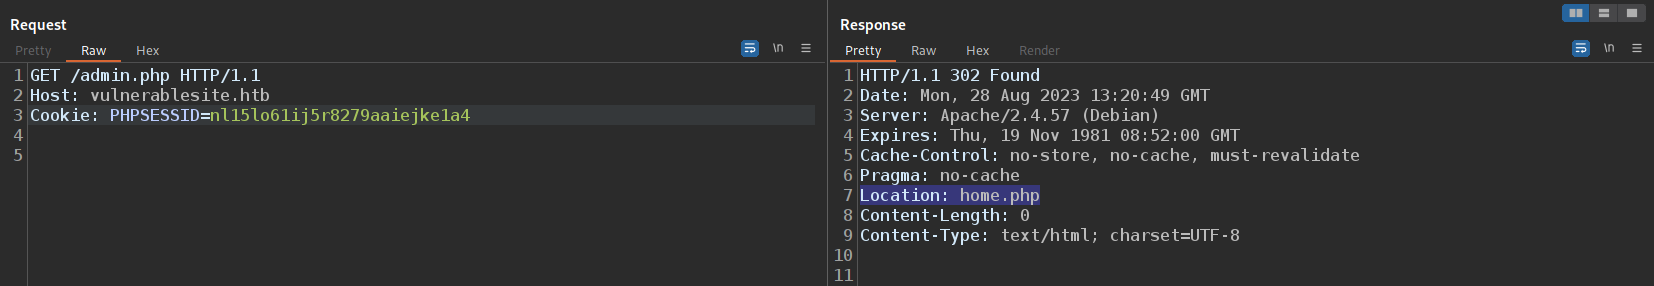 Request
Pretty Raw Hex \n
1 GET /admin.php HTTP/1.1
2 Host: vulnerablesite.htb
3 Cookie: PHPSESSID=nl15lo61ij5r8279aaiejke1a4
4
5
Response
Pretty Raw Hex Render \n
1 HTTP/1.1 302 Found
2 Date: Mon, 28 Aug 2023 13:20:49 GMT
3 Server: Apache/2.4.57 (Debian)
4 Expires: Thu, 19 Nov 1981 08:52:00 GMT
5 Cache-Control: no-store, no-cache, must-revalidate
6 Pragma: no-cache
7 Location: home.php
8 Content-Length: 0
9 Content-Type: text/html; charset=UTF-8
10
11